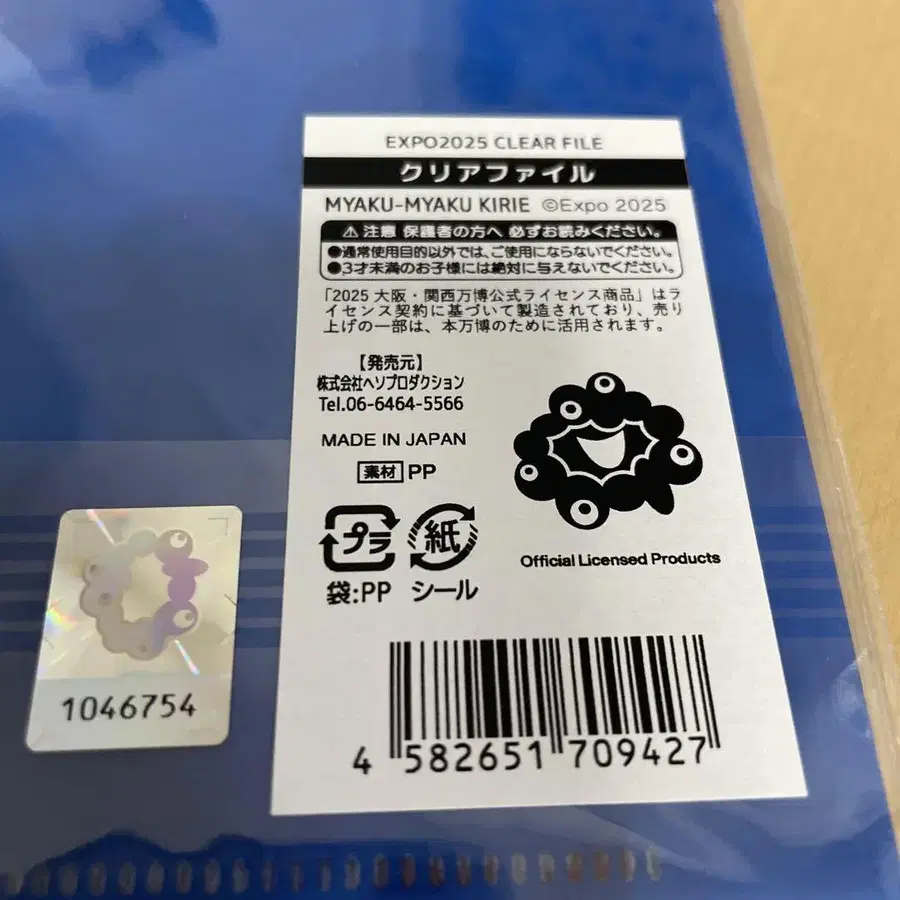 EXPO2025 CLEAR FILE
クリアファイル
MYAKU-MYAKU KIRIE ©Expo 2025
⚠注意 保護者の方へ 必ずお読みください。
●通常使用目的以外では、ご使用にならないでください。
●3才未満のお子様には絶対に与えないでください。
「2025 大阪・関西万博公式ライセンス商品」はラ
イセンス契約に基づいて製造されており、売り
上げの一部は、本万博のために活用されます。
【発売元】
株式会社ヘソプロダクション
Tel.06-6464-5566
MADE IN JAPAN
素材 PP
プラ 紙
袋:PP シール
Official Licensed Products
1046754
4 582651 709427